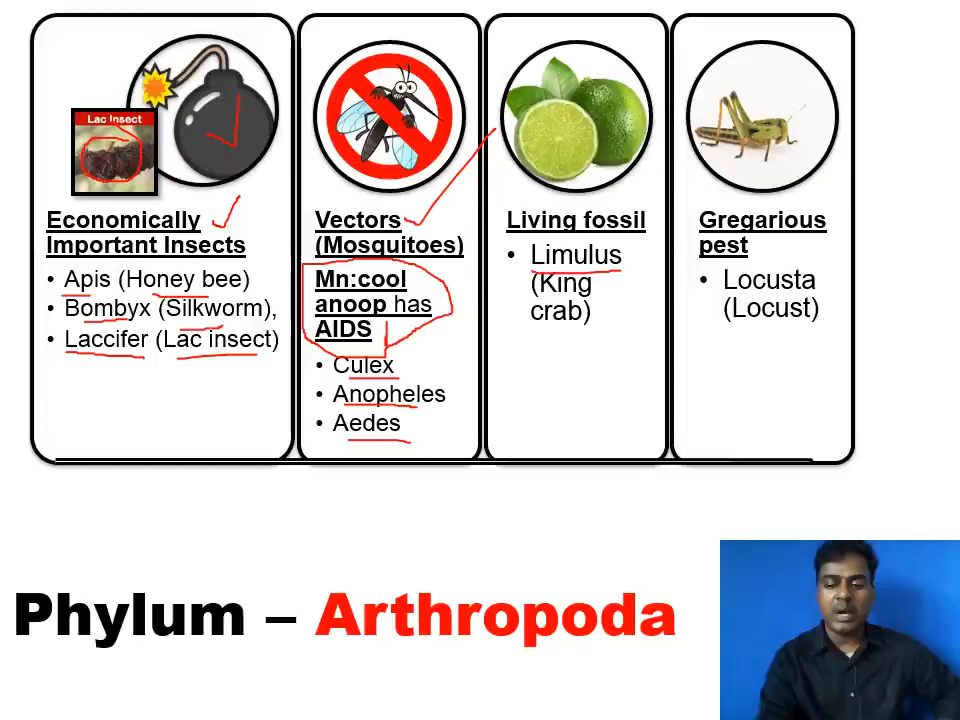 Lac Insect
Economically
Important Insects
• Apis (Honey bee)
• Bombyx (Silkworm),
• Laccifer (Lac insect)
Vectors
(Mosquitoes)
Mn:cool
anoop has
AIDS
• Culex
• Anopheles
• Aedes
Living fossil
• Limulus
(King
crab)
Gregarious
pest
• Locusta
(Locust)
Phylum – Arthropoda